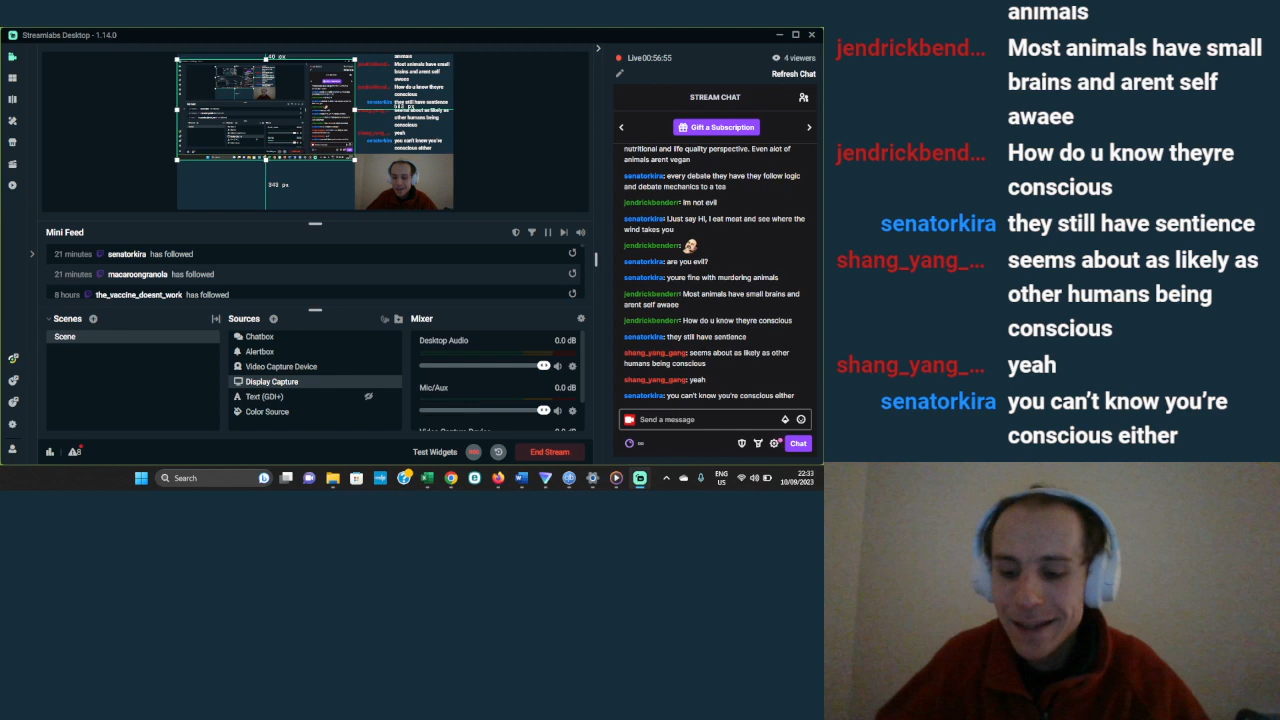 Streamlabs Desktop - 1.14.0
Live 00:56:55
4 viewers
Refresh Chat
STREAM CHAT
Gift a Subscription
nutritional and life quality perspective. Even alot of
animals arent vegan
senatorkira: every debate they have they follow logic
and debate mechanics to a tea
jendrickbenderr: Im not evil
senatorkira: IJust say Hi, I eat meat and see where the
wind takes you
jendrickbenderr:
senatorkira: are you evil?
senatorkira: youre fine with murdering animals
jendrickbenderr: Most animals have small brains and
arent self awaee
jendrickbenderr: How do u know theyre conscious
senatorkira: they still have sentience
shang_yang_gang: seems about as likely as other
humans being conscious
shang_yang_gang: yeah
senatorkira: you can't know you're conscious either
Send a message
Chat
Mini Feed
21 minutes senatorkira has followed
21 minutes macaroongranola has followed
8 hours the_vaccine_doesnt_work has followed
Scenes
Scene
Sources
Chatbox
Alertbox
Video Capture Device
Display Capture
Text (GDI+)
Color Source
Mixer
Desktop Audio 0.0 dB
Mic/Aux 0.0 dB
Test Widgets
REC
End Stream
343 px
Search
ENG
US
22:33
10/09/2023
animals
jendrickbend... Most animals have small
brains and arent self
awaee
jendrickbend... How do u know theyre
conscious
senatorkira they still have sentience
shang_yang_... seems about as likely as
other humans being
conscious
shang_yang_... yeah
senatorkira you can't know you're
conscious either